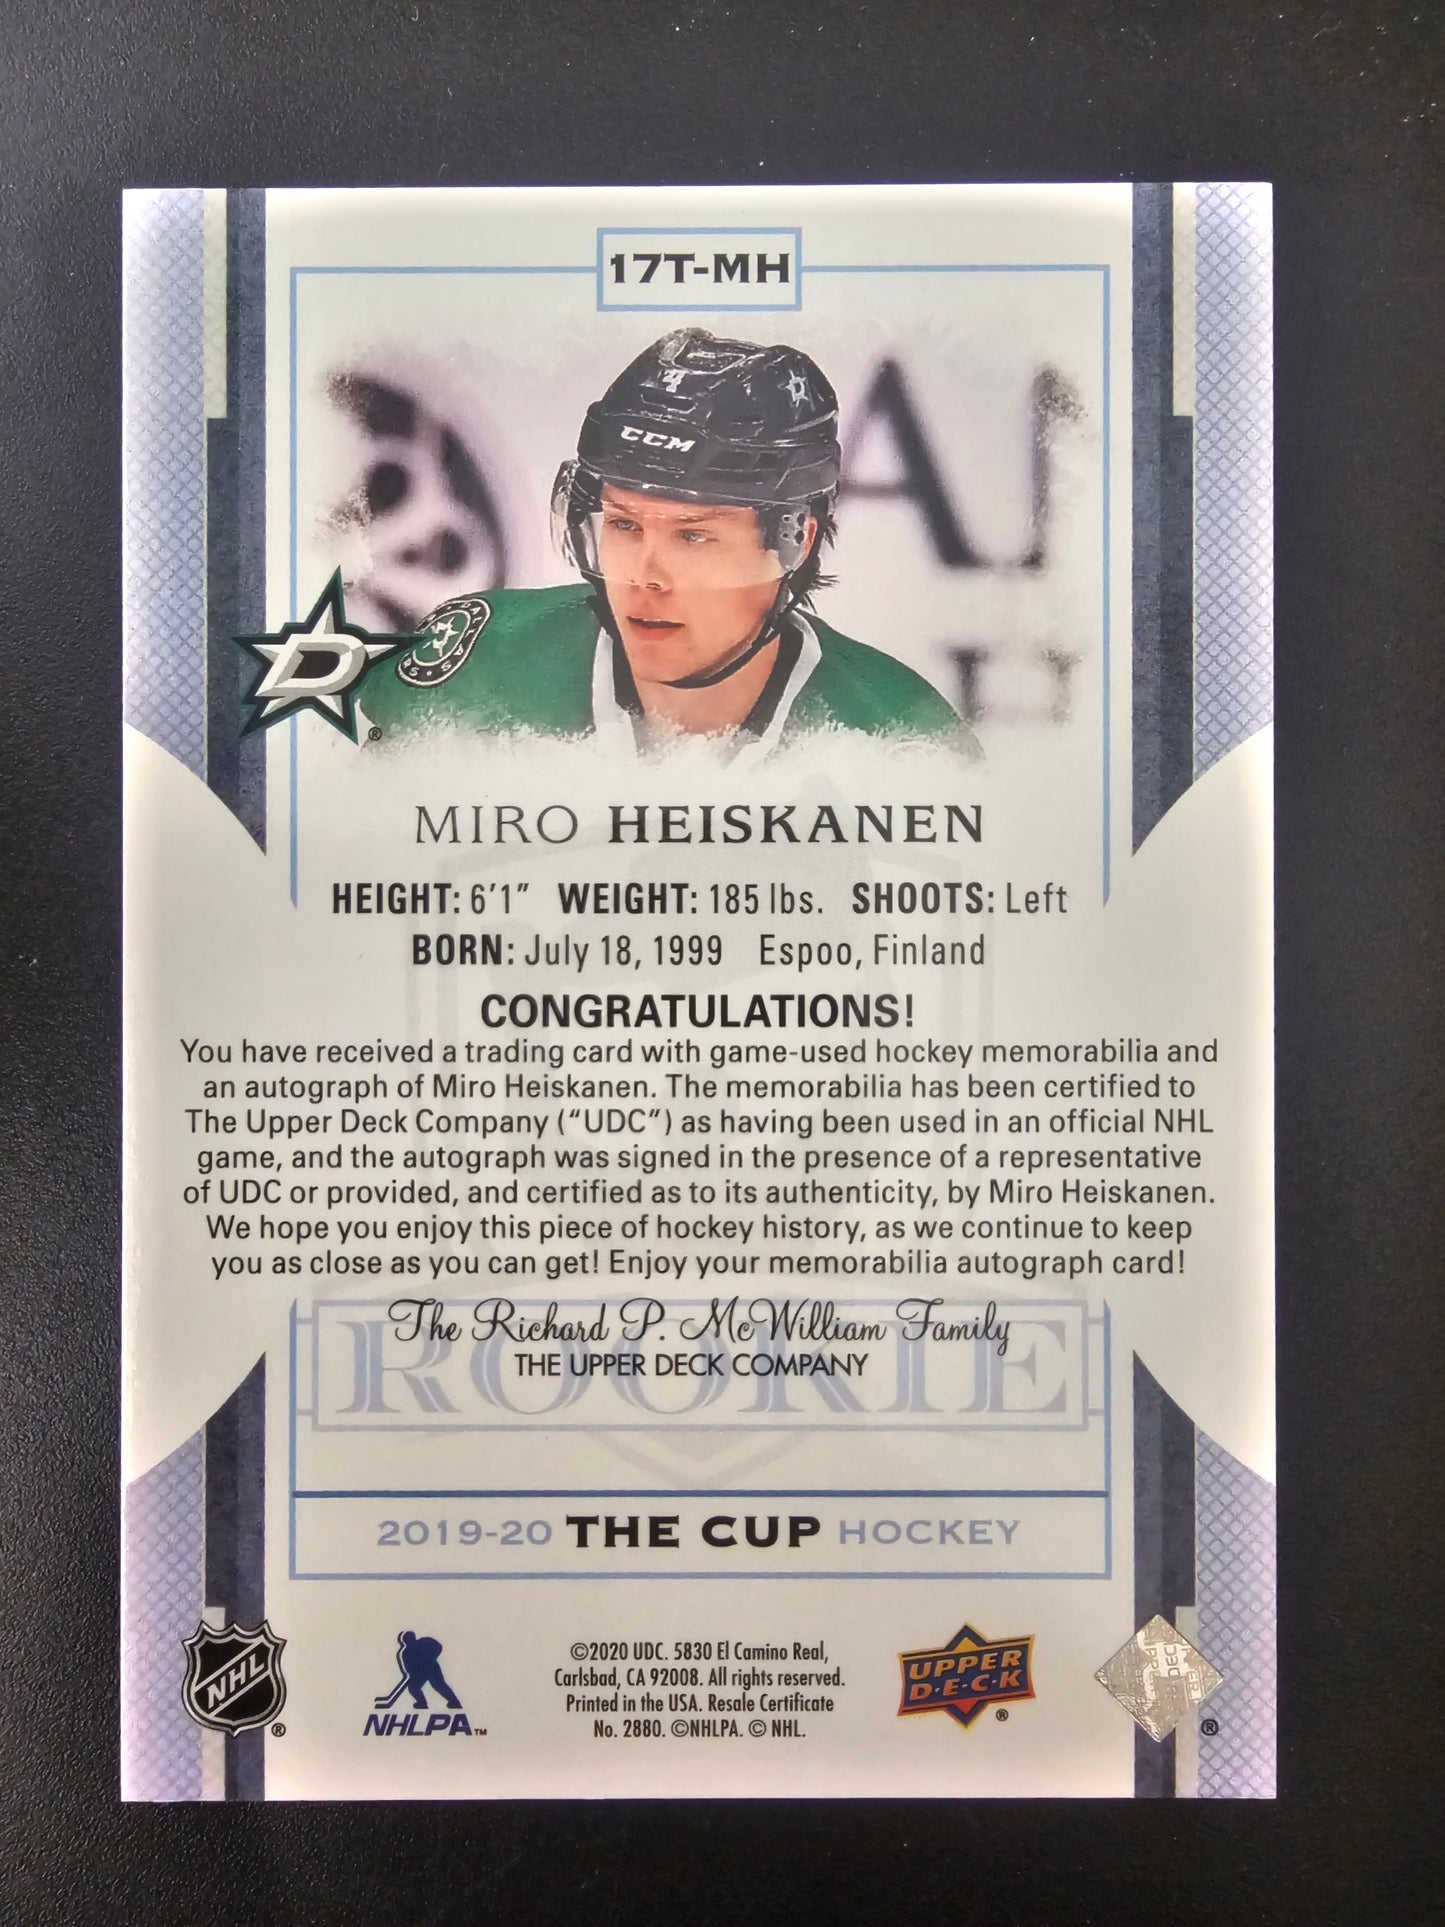 17T-MH
4
CCM
MIRO HEISKANEN
HEIGHT: 6'1" WEIGHT: 185 lbs. SHOOTS: Left
BORN: July 18, 1999 Espoo, Finland
CONGRATULATIONS!
You have received a trading card with game-used hockey memorabilia and
an autograph of Miro Heiskanen. The memorabilia has been certified to
The Upper Deck Company ("UDC") as having been used in an official NHL
game, and the autograph was signed in the presence of a representative
of UDC or provided, and certified as to its authenticity, by Miro Heiskanen.
We hope you enjoy this piece of hockey history, as we continue to keep
you as close as you can get! Enjoy your memorabilia autograph card!
The Richard P. McWilliam Family
THE UPPER DECK COMPANY
ROOKIE
2019-20 THE CUP HOCKEY
NHL ®
NHLPA™
©2020 UDC. 5830 El Camino Real,
Carlsbad, CA 92008. All rights reserved.
Printed in the USA. Resale Certificate
No. 2880. ©NHLPA. © NHL.
UPPER
D·E·C·K
®
®